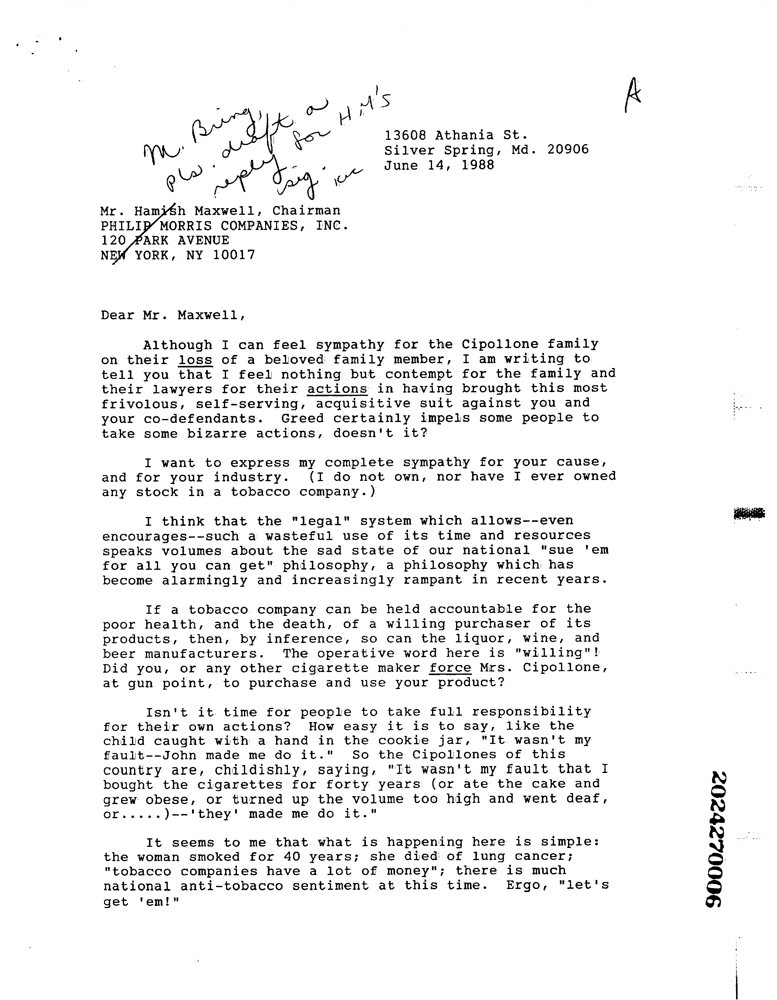 A
M. Bring,
pls. draft a
reply for HM's
sig.
13608 Athania St.
Silver Spring, Md. 20906
June 14, 1988
Mr. Hamish Maxwell, Chairman
PHILIP MORRIS COMPANIES, INC.
120 PARK AVENUE
NEW YORK, NY 10017
Dear Mr. Maxwell,
Although I can feel sympathy for the Cipollone family
on their loss of a beloved family member, I am writing to
tell you that I feel nothing but contempt for the family and
their lawyers for their actions in having brought this most
frivolous, self-serving, acquisitive suit against you and
your co-defendants. Greed certainly impels some people to
take some bizarre actions, doesn't it?
I want to express my complete sympathy for your cause,
and for your industry. (I do not own, nor have I ever owned
any stock in a tobacco company.)
I think that the "legal" system which allows--even
encourages--such a wasteful use of its time and resources
speaks volumes about the sad state of our national "sue 'em
for all you can get" philosophy, a philosophy which has
become alarmingly and increasingly rampant in recent years.
If a tobacco company can be held accountable for the
poor health, and the death, of a willing purchaser of its
products, then, by inference, so can the liquor, wine, and
beer manufacturers. The operative word here is "willing"!
Did you, or any other cigarette maker force Mrs. Cipollone,
at gun point, to purchase and use your product?
Isn't it time for people to take full responsibility
for their own actions? How easy it is to say, like the
child caught with a hand in the cookie jar, "It wasn't my
fault--John made me do it." So the Cipollones of this
country are, childishly, saying, "It wasn't my fault that I
bought the cigarettes for forty years (or ate the cake and
grew obese, or turned up the volume too high and went deaf,
or.....)--'they' made me do it."
It seems to me that what is happening here is simple:
the woman smoked for 40 years; she died of lung cancer;
"tobacco companies have a lot of money"; there is much
national anti-tobacco sentiment at this time. Ergo, "let's
get 'em!"
2024270006